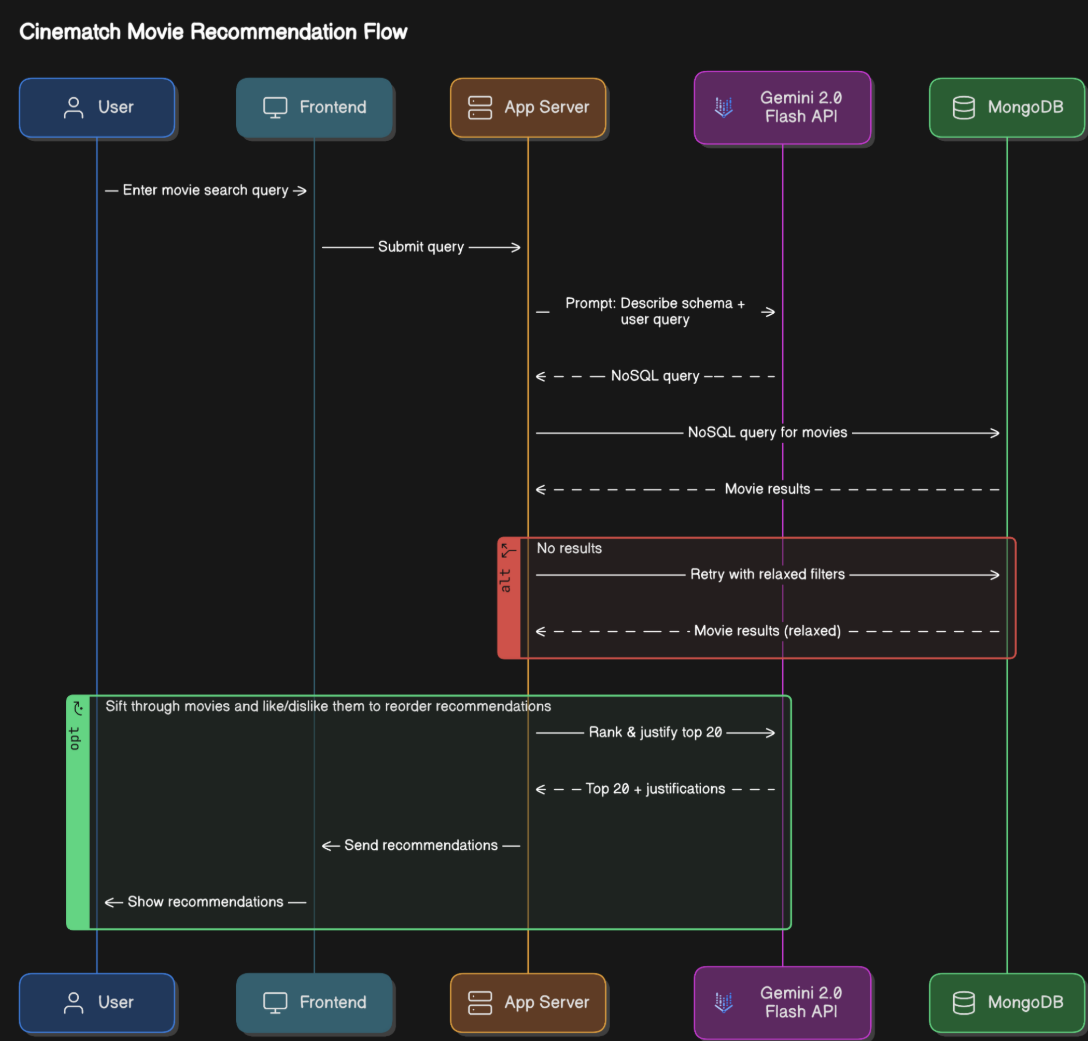 Cinematch Movie Recommendation Flow
User
Frontend
App Server
Gemini 2.0
Flash API
MongoDB
Enter movie search query
Submit query
Prompt: Describe schema +
user query
NoSQL query
NoSQL query for movies
Movie results
alt
No results
Retry with relaxed filters
Movie results (relaxed)
opt
Sift through movies and like/dislike them to reorder recommendations
Rank & justify top 20
Top 20 + justifications
Send recommendations
Show recommendations
User
Frontend
App Server
Gemini 2.0
Flash API
MongoDB